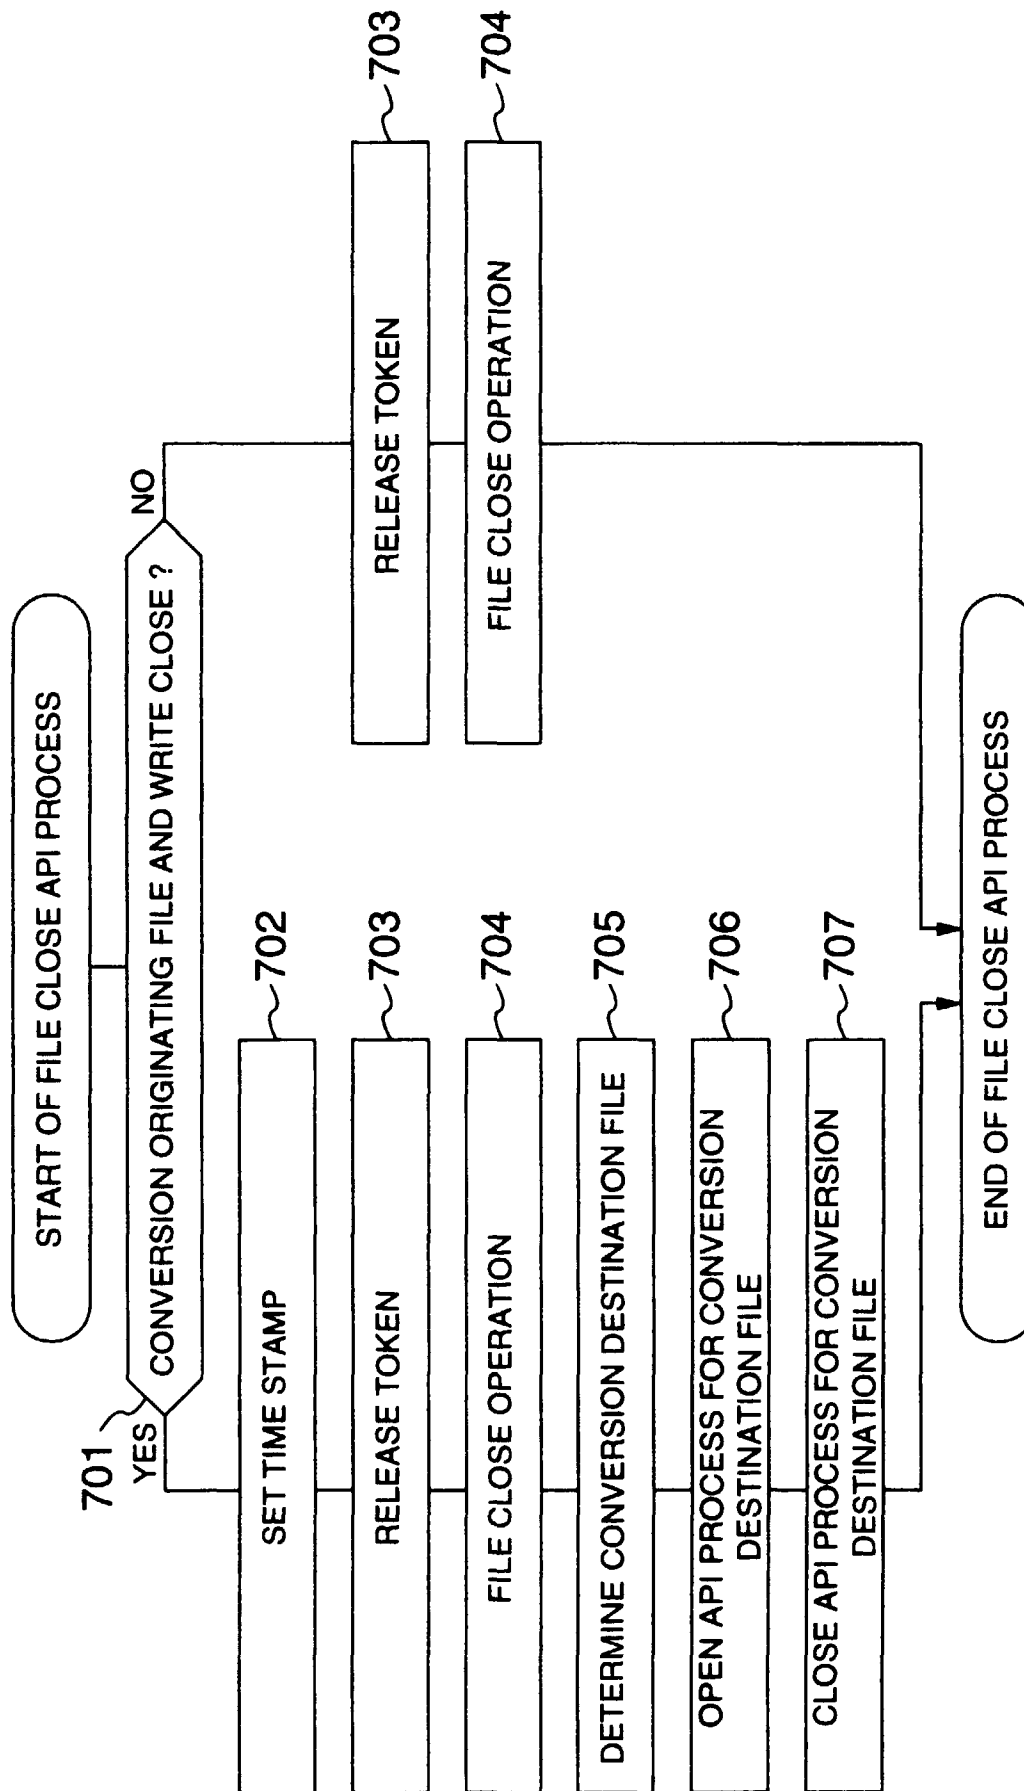 START OF FILE CLOSE API PROCESS
701
CONVERSION ORIGINATING FILE AND WRITE CLOSE ?
YES
NO
SET TIME STAMP
702
RELEASE TOKEN
703
FILE CLOSE OPERATION
704
DETERMINE CONVERSION DESTINATION FILE
705
OPEN API PROCESS FOR CONVERSION
DESTINATION FILE
706
CLOSE API PROCESS FOR CONVERSION
DESTINATION FILE
707
RELEASE TOKEN
703
FILE CLOSE OPERATION
704
END OF FILE CLOSE API PROCESS